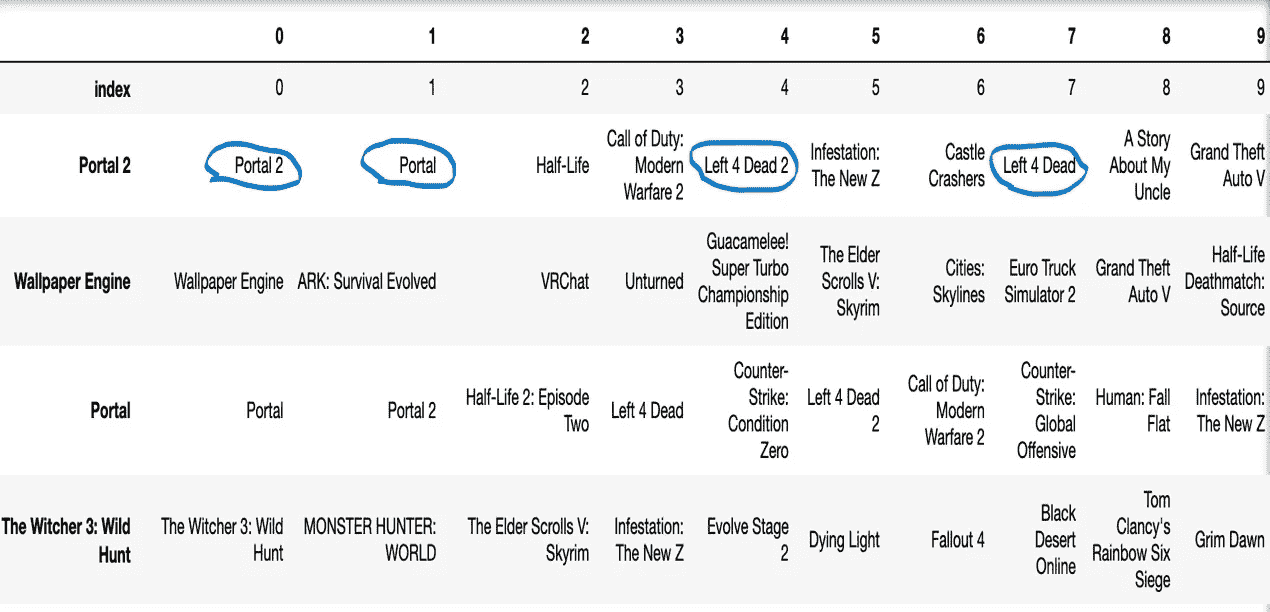 0 1 2 3 4 5 6 7 8 9
index 0 1 2 3 4 5 6 7 8 9
Portal 2 Portal 2 Portal Half-Life Call of Duty: Modern Warfare 2 Left 4 Dead 2 Infestation: The New Z Castle Crashers Left 4 Dead A Story About My Uncle Grand Theft Auto V
Wallpaper Engine Wallpaper Engine ARK: Survival Evolved VRChat Unturned Guacamelee! Super Turbo Championship Edition The Elder Scrolls V: Skyrim Cities: Skylines Euro Truck Simulator 2 Grand Theft Auto V Half-Life Deathmatch: Source
Portal Portal Portal 2 Half-Life 2: Episode Two Left 4 Dead Counter-Strike: Condition Zero Left 4 Dead 2 Call of Duty: Modern Warfare 2 Counter-Strike: Global Offensive Human: Fall Flat Infestation: The New Z
The Witcher 3: Wild Hunt The Witcher 3: Wild Hunt MONSTER HUNTER: WORLD The Elder Scrolls V: Skyrim Infestation: The New Z Evolve Stage 2 Dying Light Fallout 4 Black Desert Online Tom Clancy's Rainbow Six Siege Grim Dawn